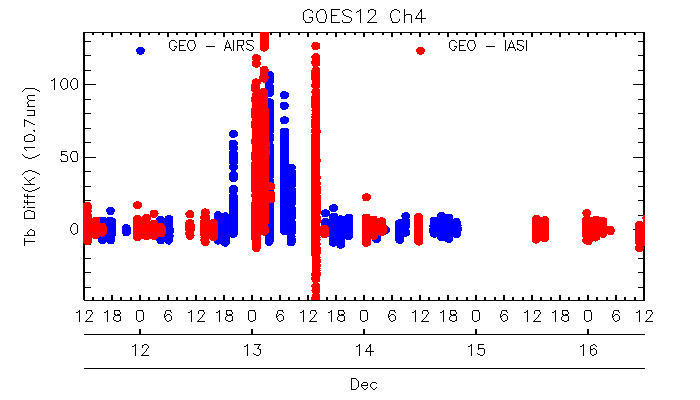 GOES12 Ch4
GEO - AIRS
GEO - IASI
Tb Diff(K) (10.7um)
100
50
0
12 18 0 6 12 18 0 6 12 18 0 6 12 18 0 6 12 18 0 6 12
12 13 14 15 16
Dec